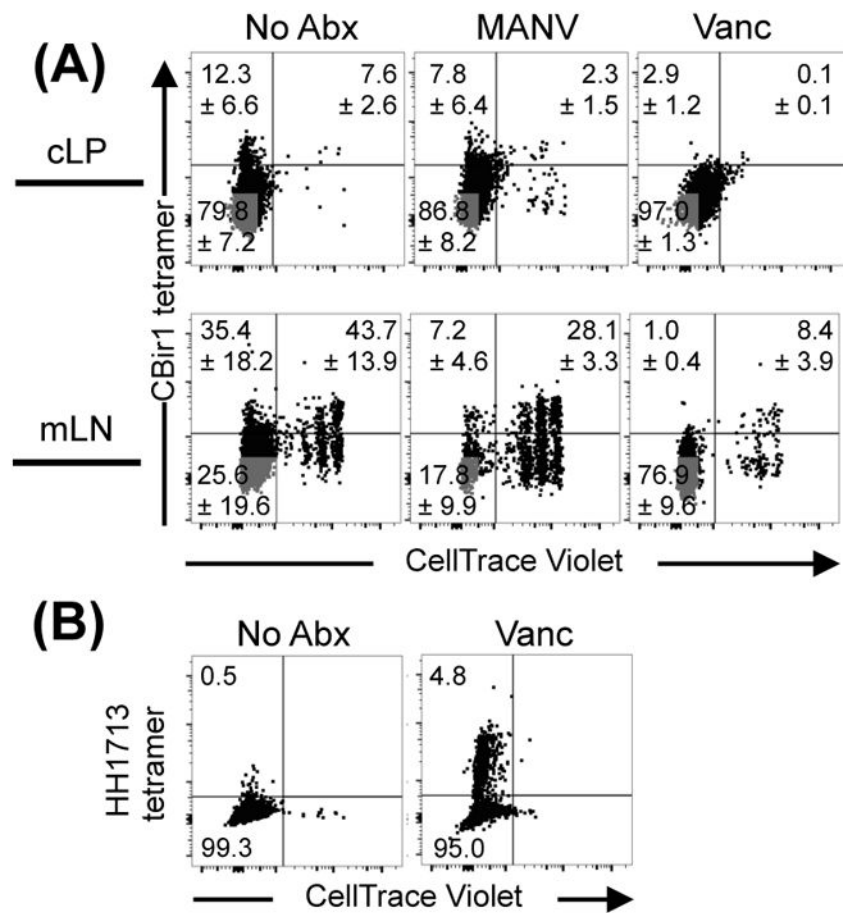 (A)
No Abx
MANV
Vanc
cLP
12.3
± 6.6
7.6
± 2.6
79.8
± 7.2
7.8
± 6.4
2.3
± 1.5
86.8
± 8.2
2.9
± 1.2
0.1
± 0.1
97.0
± 1.3
CBir1 tetramer
mLN
35.4
± 18.2
43.7
± 13.9
25.6
± 19.6
7.2
± 4.6
28.1
± 3.3
17.8
± 9.9
1.0
± 0.4
8.4
± 3.9
76.9
± 9.6
CellTrace Violet
(B)
No Abx
Vanc
HH1713
tetramer
0.5
99.3
4.8
95.0
CellTrace Violet